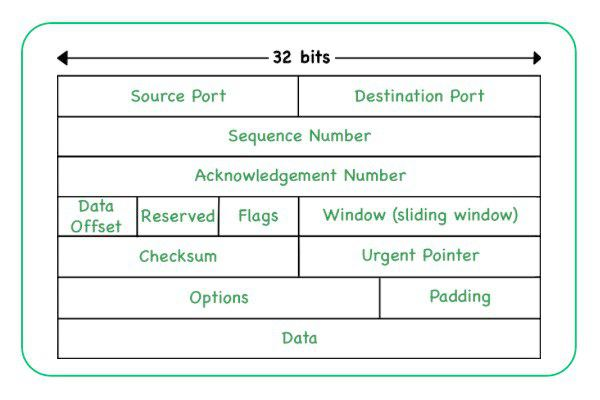 32 bits
Source Port
Destination Port
Sequence Number
Acknowledgement Number
Data
Offset
Reserved
Flags
Window (sliding window)
Checksum
Urgent Pointer
Options
Padding
Data